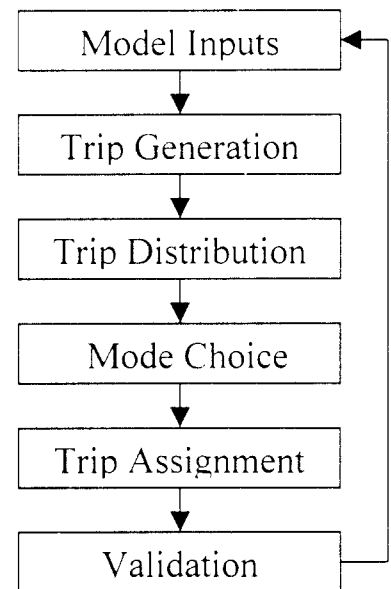 Model Inputs
Trip Generation
Trip Distribution
Mode Choice
Trip Assignment
Validation